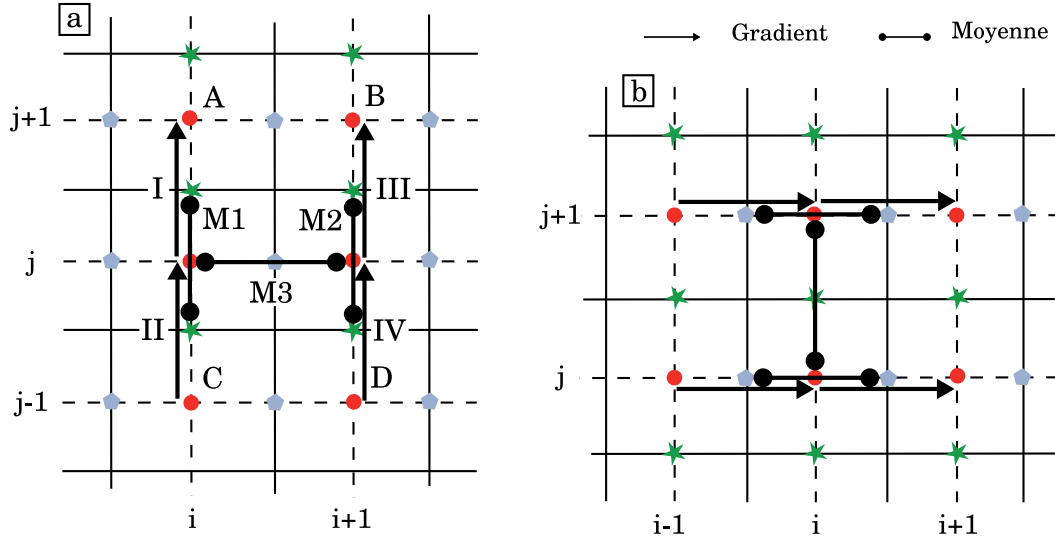 a
Gradient
Moyenne
b
A
B
j+1
I
III
M1
M2
j
M3
II
IV
C
D
j-1
i
i+1
j+1
j
i-1
i
i+1